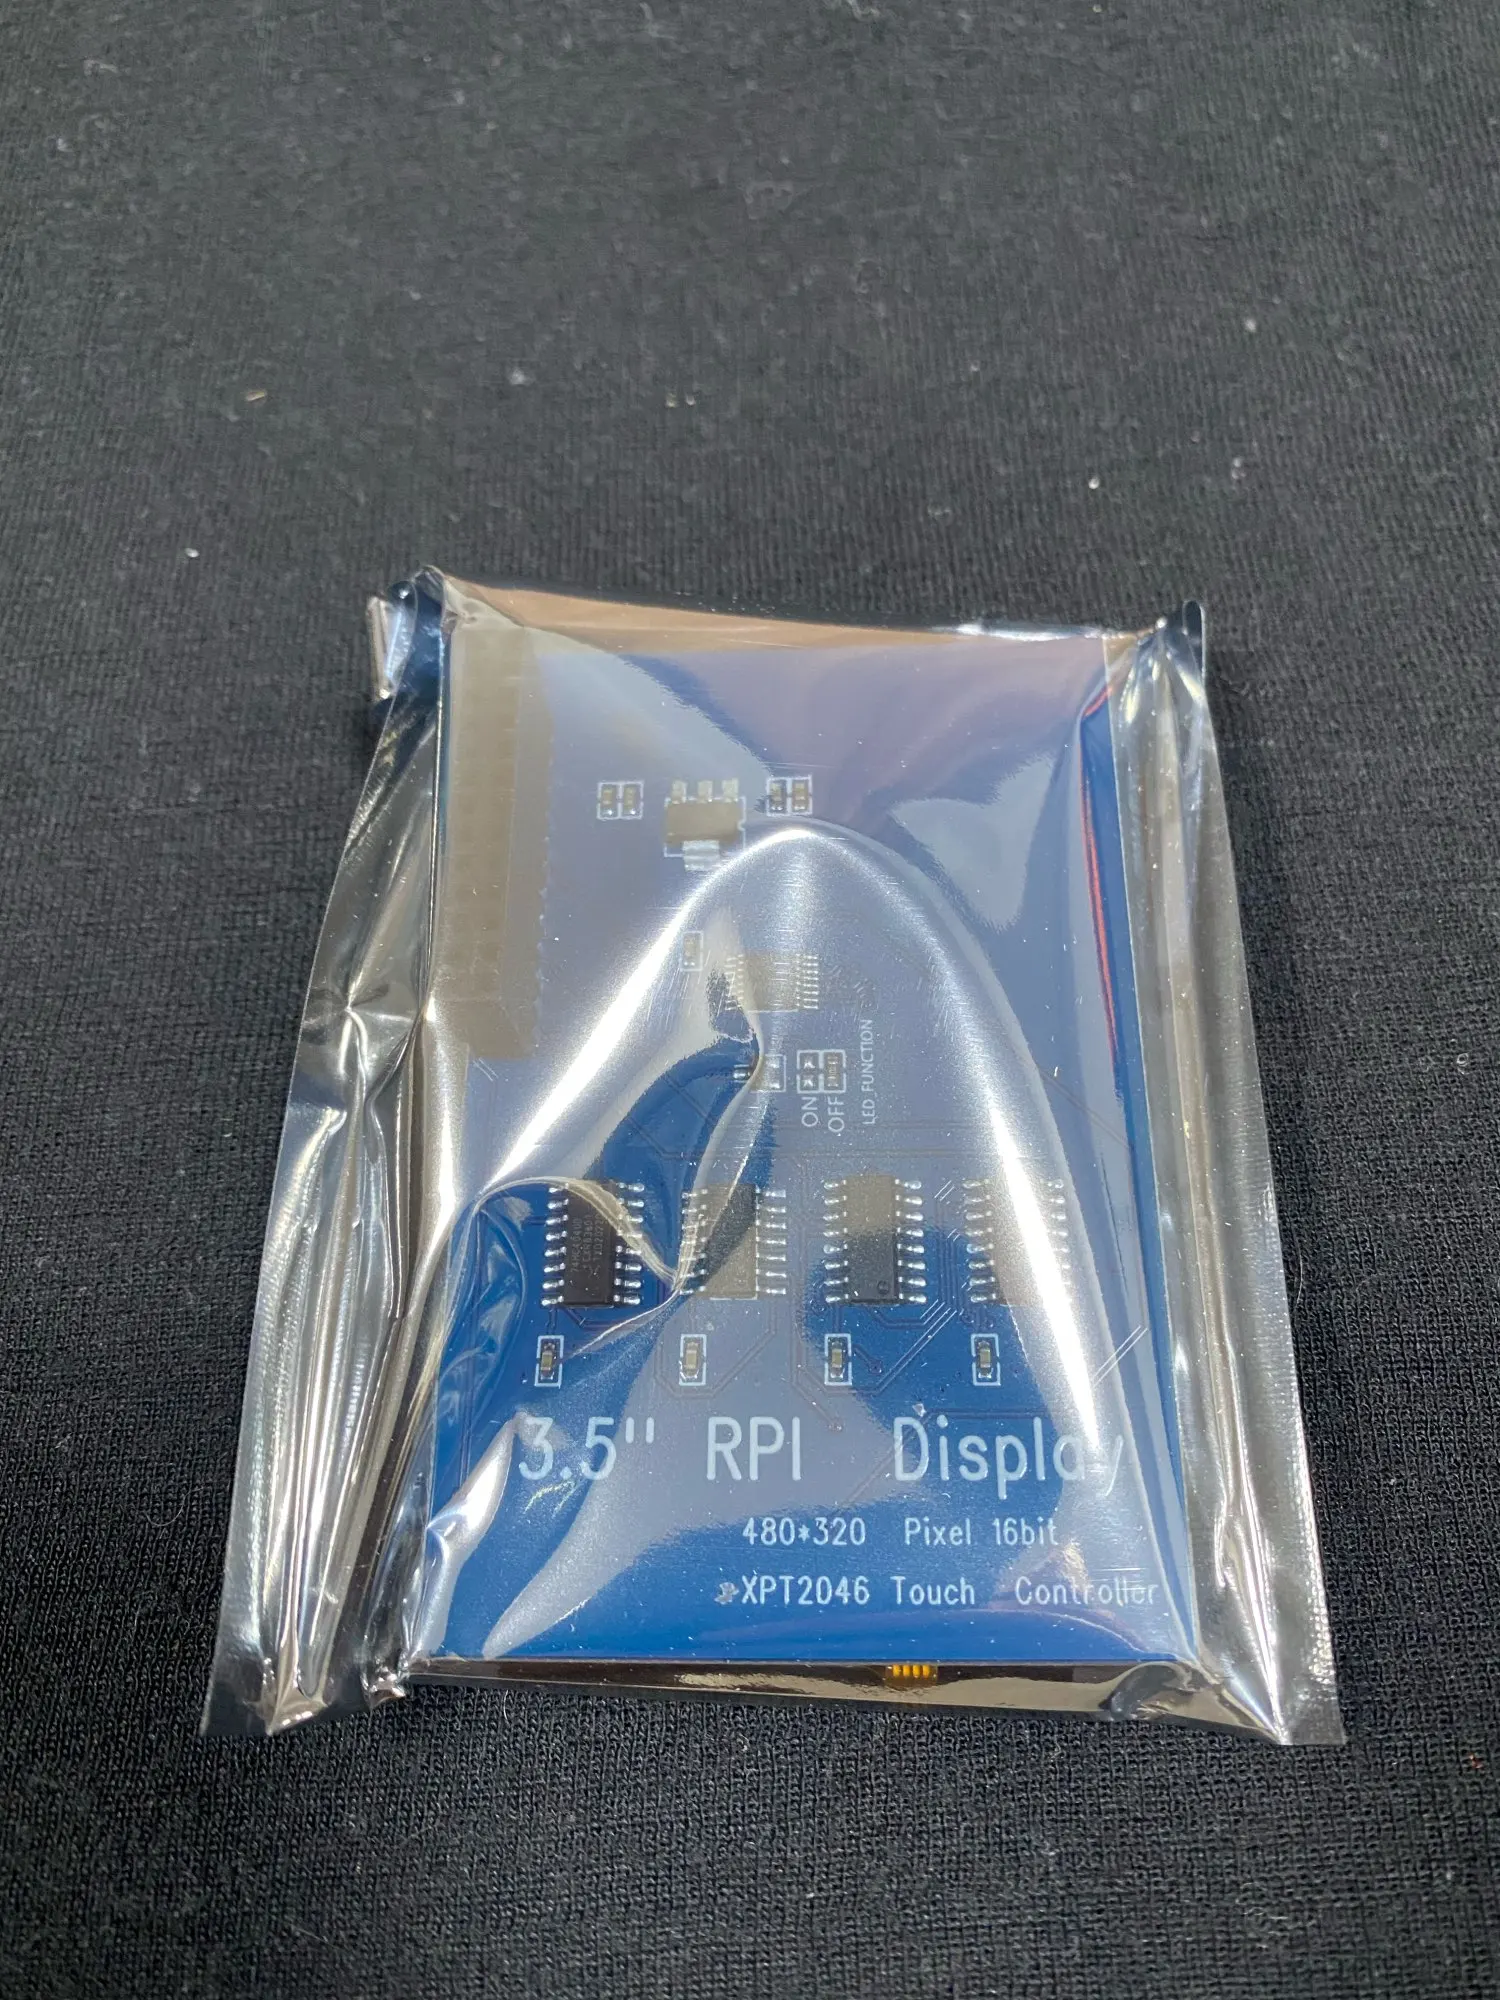 LED_FUNCTION
ON
OFF
3.5" RPI Display
480*320 Pixel 16bit
XPT2046 Touch Controller